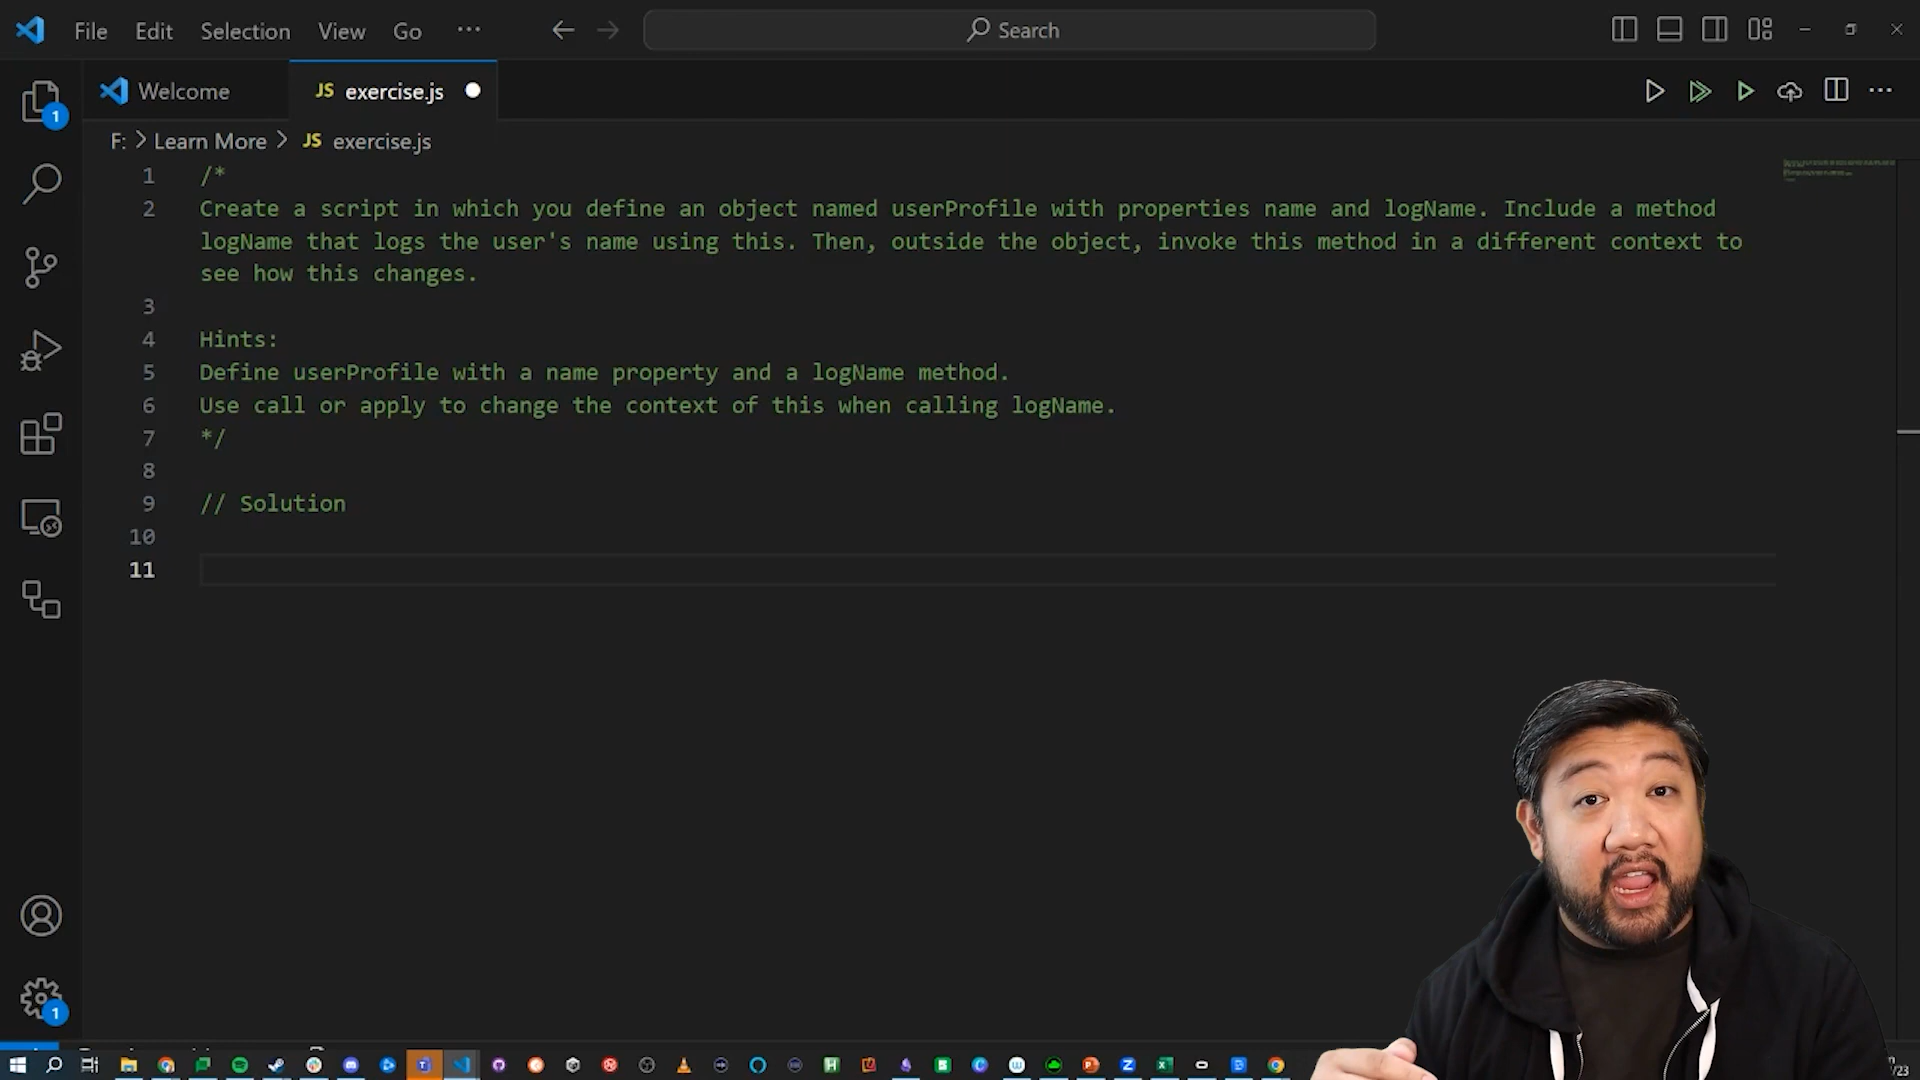 File Edit Selection View Go ... Search
Welcome JS exercise.js
F: > Learn More > JS exercise.js
1 /*
2 Create a script in which you define an object named userProfile with properties name and logName. Include a method
logName that logs the user's name using this. Then, outside the object, invoke this method in a different context to
see how this changes.
3
4 Hints:
5 Define userProfile with a name property and a logName method.
6 Use call or apply to change the context of this when calling logName.
7 */
8
9 // Solution
10
11
1
1